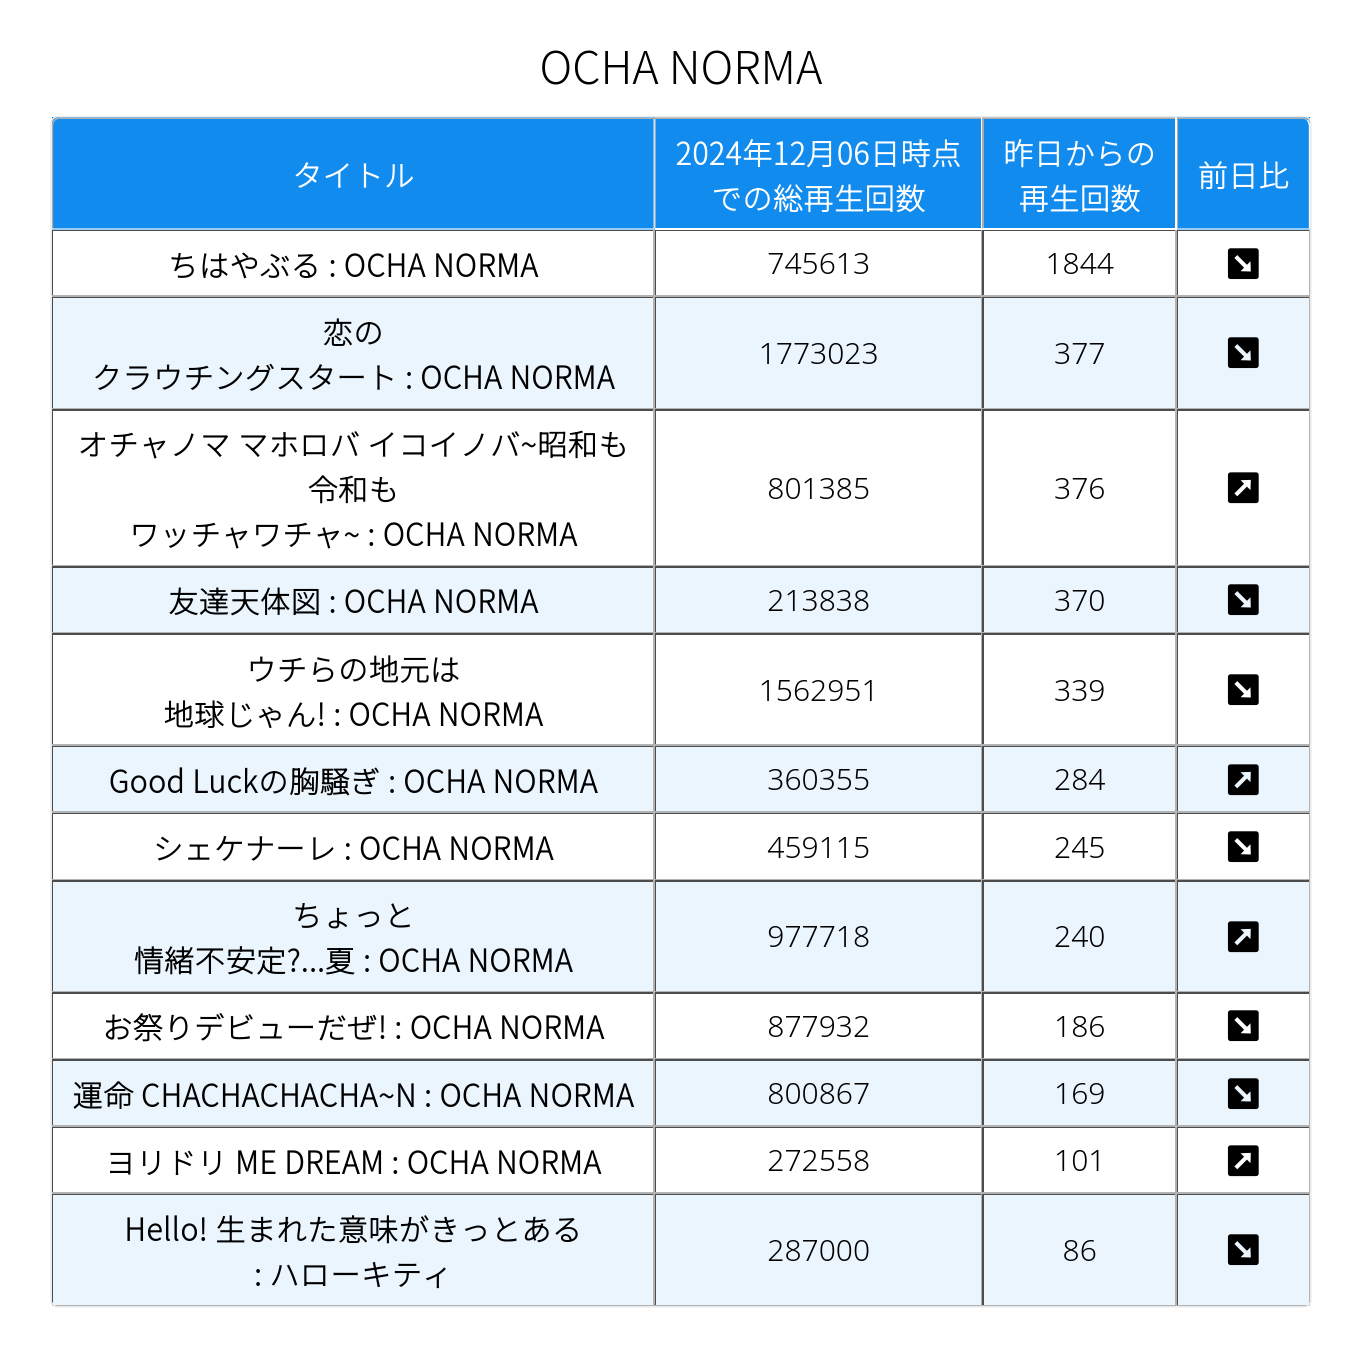 OCHA NORMA
タイトル
2024年12月06日時点
での総再生回数
昨日からの
再生回数
前日比
ちはやぶる : OCHA NORMA
745613
1844
恋の
クラウチングスタート : OCHA NORMA
1773023
377
オチャノマ マホロバ イコイノバ~昭和も
令和も
ワッチャワチャ~ : OCHA NORMA
801385
376
友達天体図 : OCHA NORMA
213838
370
ウチらの地元は
地球じゃん! : OCHA NORMA
1562951
339
Good Luckの胸騒ぎ : OCHA NORMA
360355
284
シェケナーレ : OCHA NORMA
459115
245
ちょっと
情緒不安定?...夏 : OCHA NORMA
977718
240
お祭りデビューだぜ! : OCHA NORMA
877932
186
運命 CHACHACHACHA~N : OCHA NORMA
800867
169
ヨリドリ ME DREAM : OCHA NORMA
272558
101
Hello! 生まれた意味がきっとある
: ハローキティ
287000
86